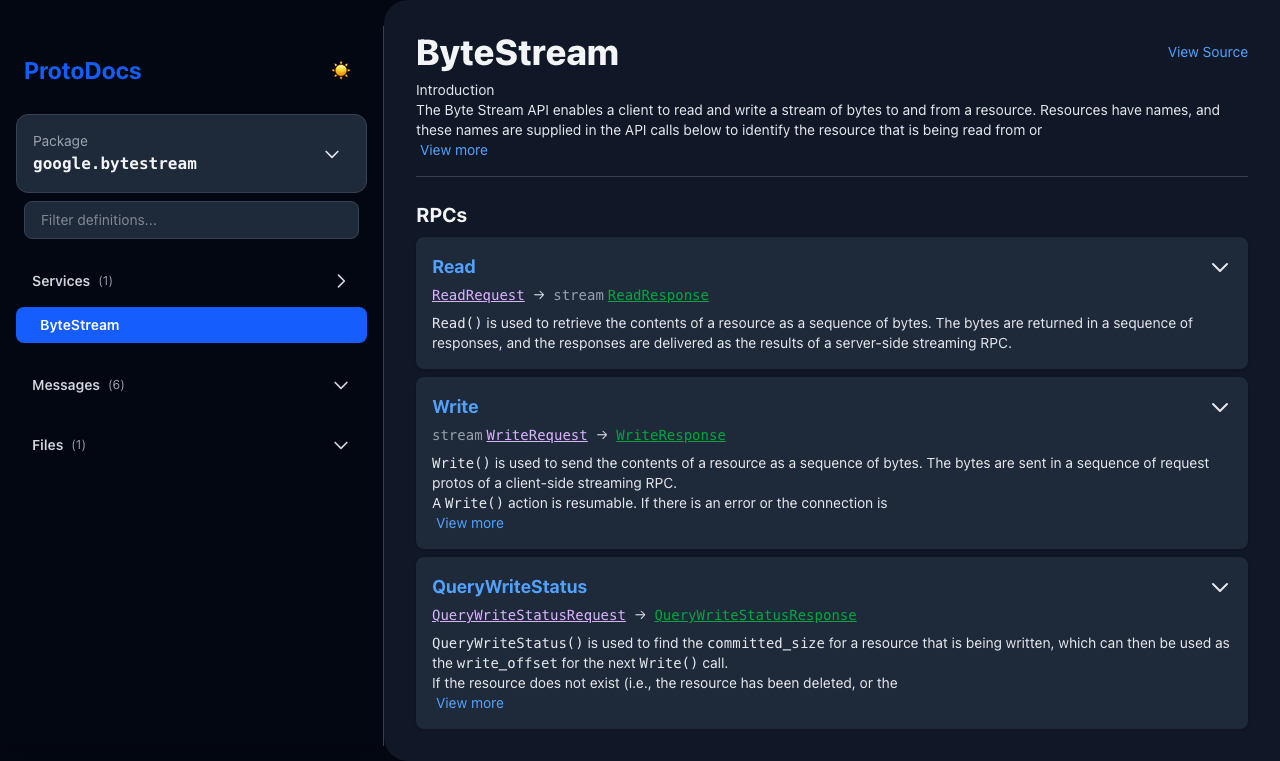 ProtoDocs
Package
google.bytestream
Filter definitions...
Services (1)
ByteStream
Messages (6)
Files (1)
ByteStream
View Source
Introduction
The Byte Stream API enables a client to read and write a stream of bytes to and from a resource. Resources have names, and
these names are supplied in the API calls below to identify the resource that is being read from or
View more
RPCs
Read
ReadRequest → stream ReadResponse
Read() is used to retrieve the contents of a resource as a sequence of bytes. The bytes are returned in a sequence of
responses, and the responses are delivered as the results of a server-side streaming RPC.
Write
stream WriteRequest → WriteResponse
Write() is used to send the contents of a resource as a sequence of bytes. The bytes are sent in a sequence of request
protos of a client-side streaming RPC.
A Write() action is resumable. If there is an error or the connection is
View more
QueryWriteStatus
QueryWriteStatusRequest → QueryWriteStatusResponse
QueryWriteStatus() is used to find the committed_size for a resource that is being written, which can then be used as
the write_offset for the next Write() call.
If the resource does not exist (i.e., the resource has been deleted, or the
View more